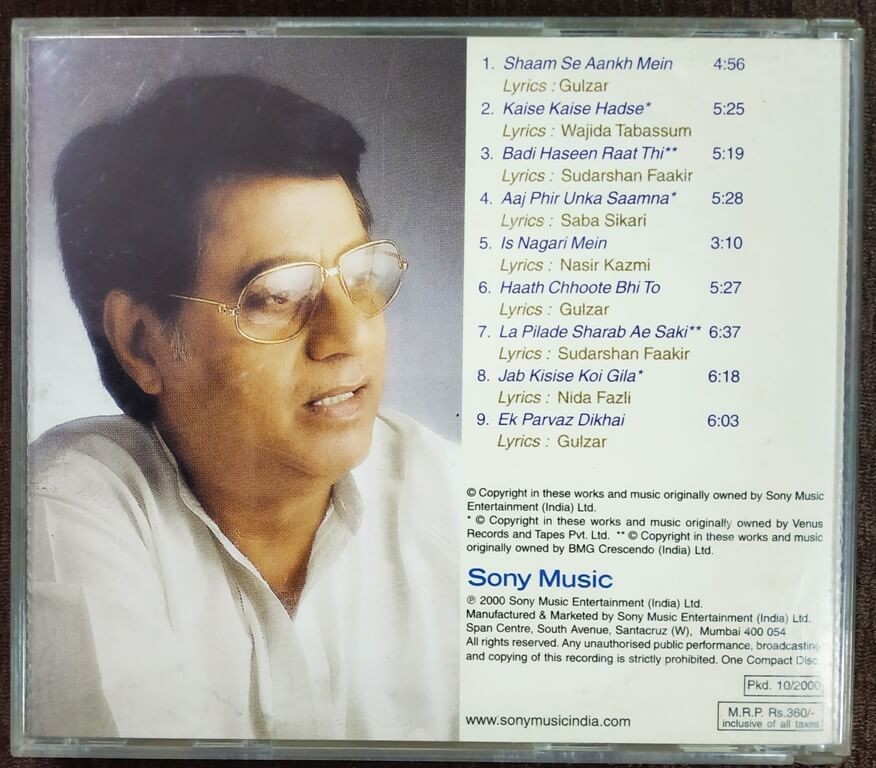 1. Shaam Se Aankh Mein 4:56
Lyrics : Gulzar
2. Kaise Kaise Hadse* 5:25
Lyrics : Wajida Tabassum
3. Badi Haseen Raat Thi** 5:19
Lyrics : Sudarshan Faakir
4. Aaj Phir Unka Saamna* 5:28
Lyrics : Saba Sikari
5. Is Nagari Mein 3:10
Lyrics : Nasir Kazmi
6. Haath Chhoote Bhi To 5:27
Lyrics : Gulzar
7. La Pilade Sharab Ae Saki** 6:37
Lyrics : Sudarshan Faakir
8. Jab Kisise Koi Gila* 6:18
Lyrics : Nida Fazli
9. Ek Parvaz Dikhai 6:03
Lyrics : Gulzar
© Copyright in these works and music originally owned by Sony Music
Entertainment (India) Ltd.
* © Copyright in these works and music originally owned by Venus
Records and Tapes Pvt. Ltd. ** © Copyright in these works and music
originally owned by BMG Crescendo (India) Ltd.
Sony Music
℗ 2000 Sony Music Entertainment (India) Ltd.
Manufactured & Marketed by Sony Music Entertainment (India) Ltd.
Span Centre, South Avenue, Santacruz (W), Mumbai 400 054
All rights reserved. Any unauthorised public performance, broadcasting
and copying of this recording is strictly prohibited. One Compact Disc.
Pkd. 10/2000
www.sonymusicindia.com
M.R.P. Rs.360/-
inclusive of all taxes